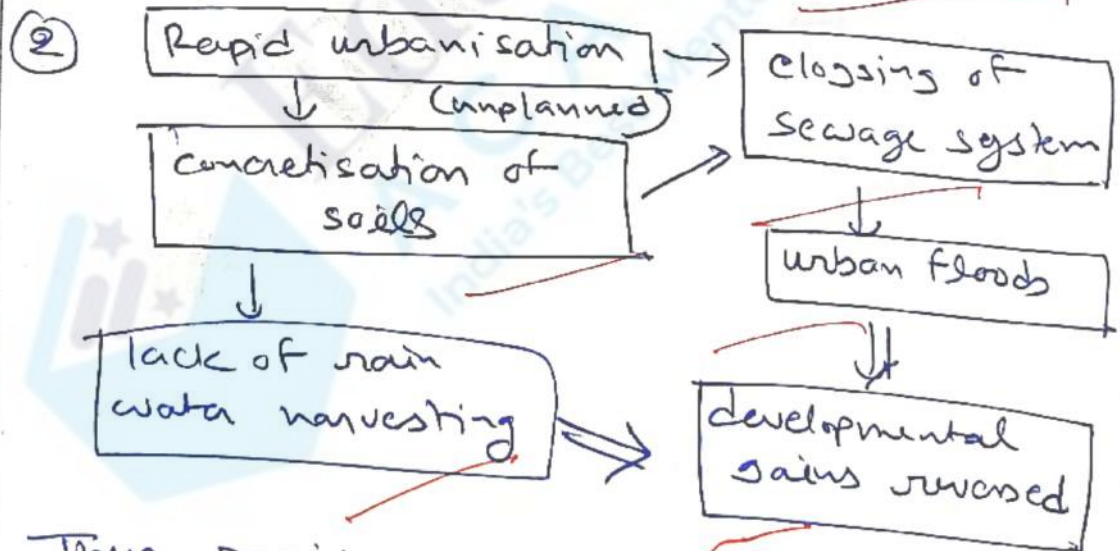 2
Rapid urbanisation
(unplanned)
concretisation of
soils
lack of rain
water harvesting
clogging of
sewage system
urban floods
developmental
gains reversed
India's